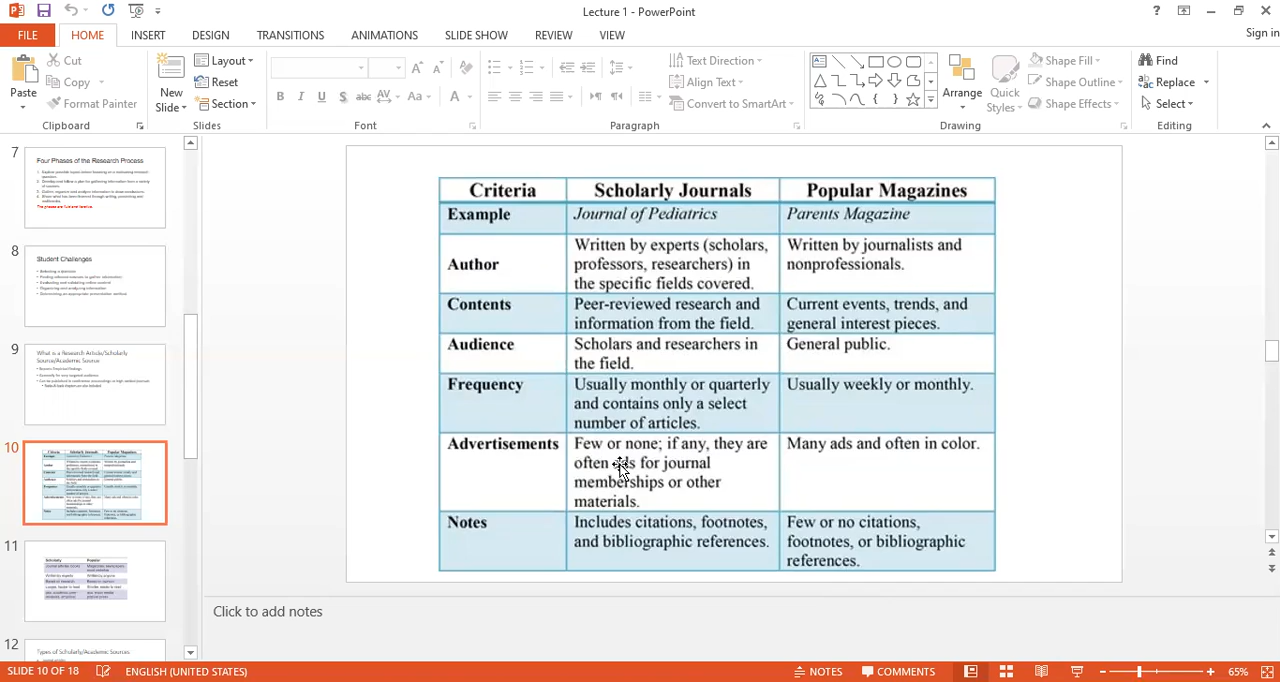 Lecture 1 - PowerPoint
?
FILE
HOME
INSERT
DESIGN
TRANSITIONS
ANIMATIONS
SLIDE SHOW
REVIEW
VIEW
Sign in
Paste
Cut
Copy
Format Painter
Clipboard
New
Slide
Layout
Reset
Section
Slides
B I U S abc AV Aa A
Font
Text Direction
Align Text
Convert to SmartArt
Paragraph
Arrange
Quick
Styles
Shape Fill
Shape Outline
Shape Effects
Drawing
Find
Replace
Select
Editing
7
Four Phases of the Research Process
8
Student Challenges
9
What is a Research Article/Scholarly
Source/Academic Source
10
11
12
Types of Scholarly/Academic Sources
Criteria
Scholarly Journals
Popular Magazines
Example
Journal of Pediatrics
Parents Magazine
Author
Written by experts (scholars,
professors, researchers) in
the specific fields covered.
Written by journalists and
nonprofessionals.
Contents
Peer-reviewed research and
information from the field.
Current events, trends, and
general interest pieces.
Audience
Scholars and researchers in
the field.
General public.
Frequency
Usually monthly or quarterly
and contains only a select
number of articles.
Usually weekly or monthly.
Advertisements
Few or none; if any, they are
often ads for journal
memberships or other
materials.
Many ads and often in color.
Notes
Includes citations, footnotes,
and bibliographic references.
Few or no citations,
footnotes, or bibliographic
references.
Click to add notes
SLIDE 10 OF 18
ENGLISH (UNITED STATES)
NOTES
COMMENTS
65%